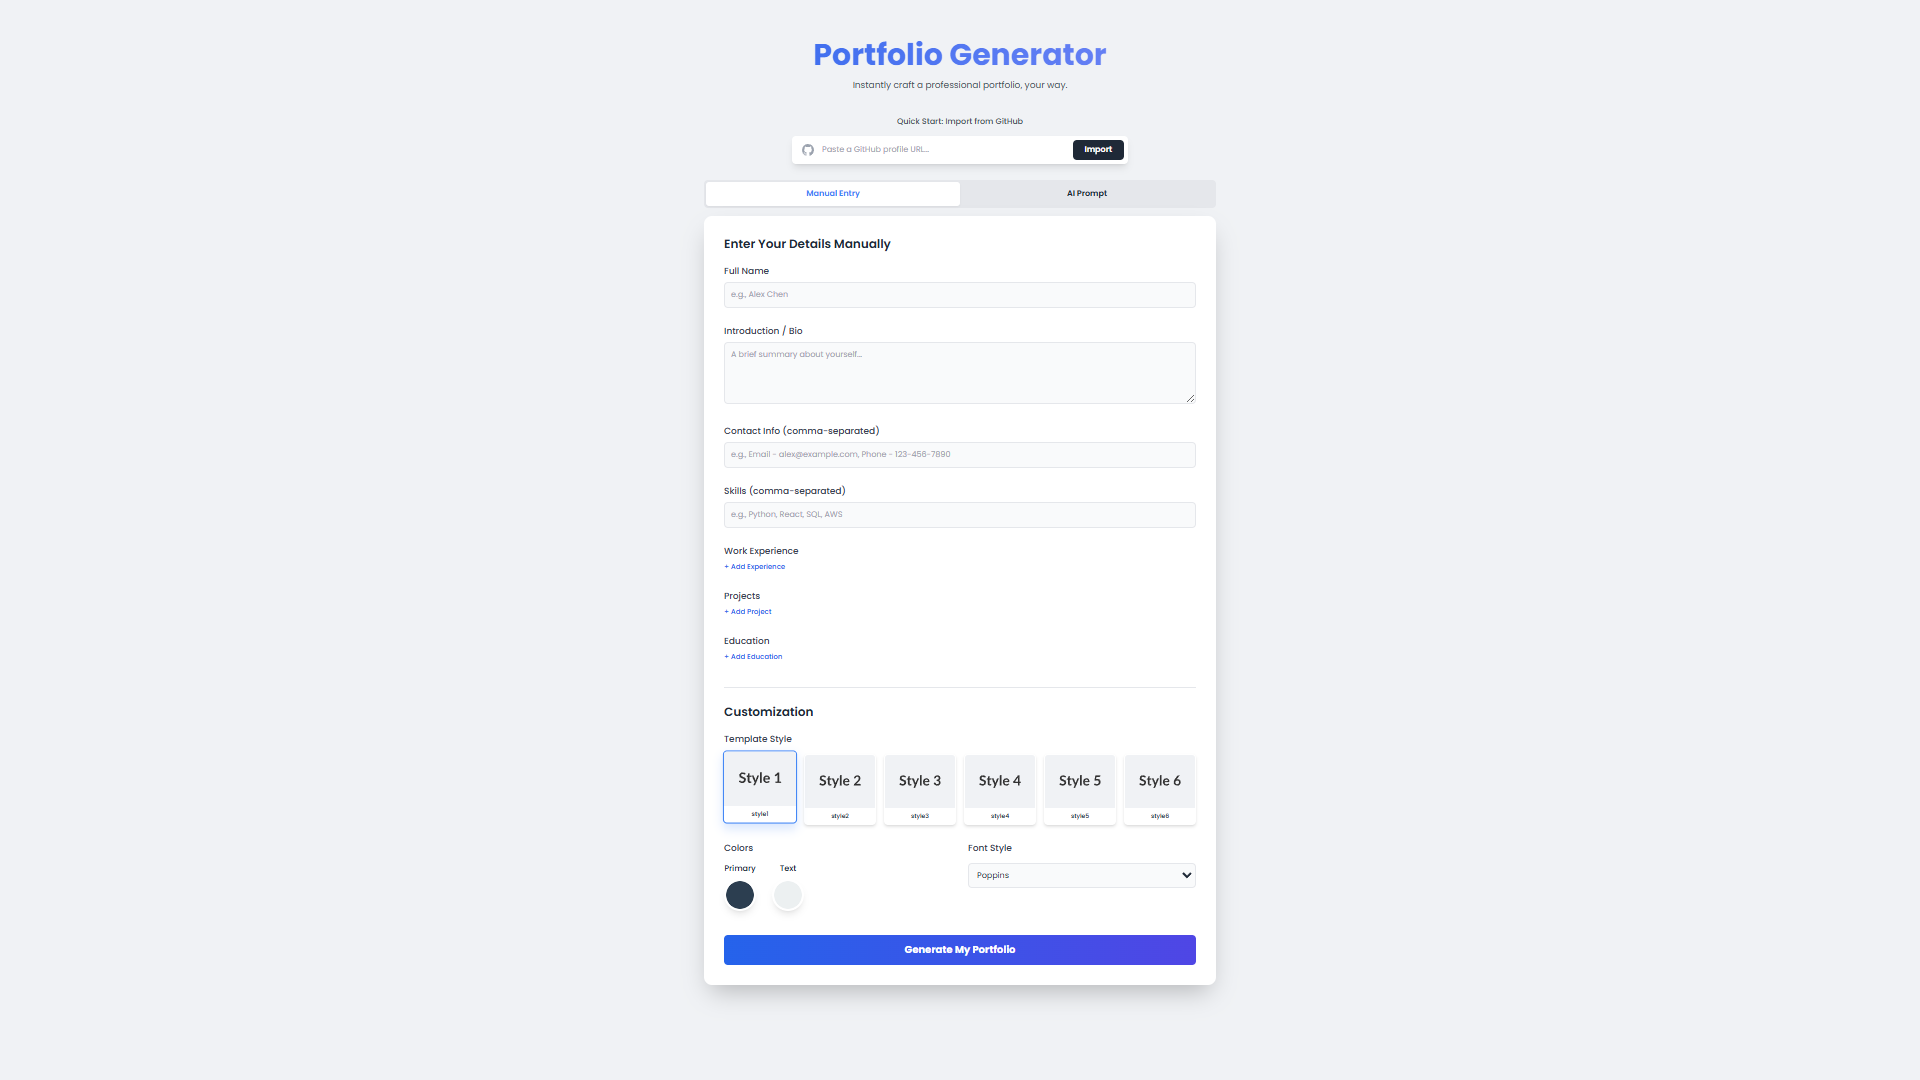 Portfolio Generator
Instantly craft a professional portfolio, your way.
Quick Start: Import from GitHub
Paste a GitHub profile URL...
Import
Manual Entry
AI Prompt
Enter Your Details Manually
Full Name
e.g., Alex Chen
Introduction / Bio
A brief summary about yourself...
Contact Info (comma-separated)
e.g., Email - alex@example.com, Phone - 123-456-7890
Skills (comma-separated)
e.g., Python, React, SQL, AWS
Work Experience
+ Add Experience
Projects
+ Add Project
Education
+ Add Education
Customization
Template Style
Style 1
Style 2
Style 3
Style 4
Style 5
Style 6
style1
style2
style3
style4
style5
style6
Colors
Primary
Text
Font Style
Poppins
Generate My Portfolio